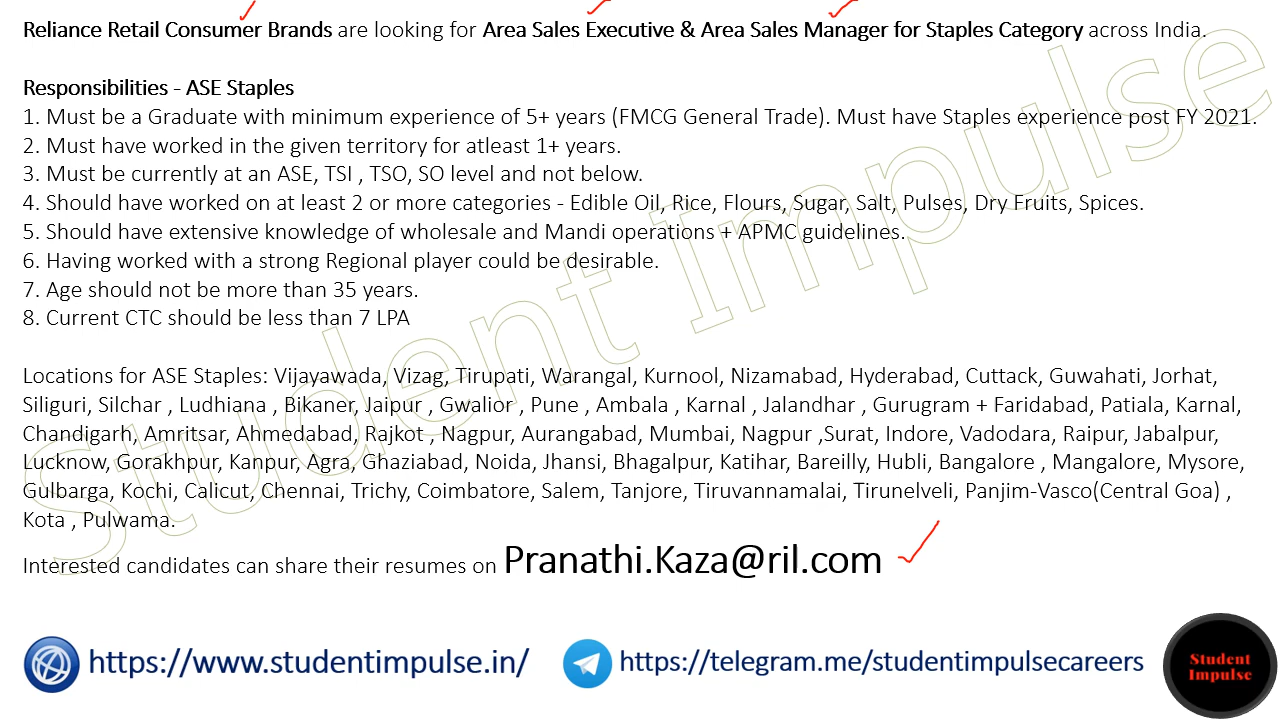 Reliance Retail Consumer Brands are looking for Area Sales Executive & Area Sales Manager for Staples Category across India.
Responsibilities - ASE Staples
1. Must be a Graduate with minimum experience of 5+ years (FMCG General Trade). Must have Staples experience post FY 2021.
2. Must have worked in the given territory for atleast 1+ years.
3. Must be currently at an ASE, TSI , TSO, SO level and not below.
4. Should have worked on at least 2 or more categories - Edible Oil, Rice, Flours, Sugar, Salt, Pulses, Dry Fruits, Spices.
5. Should have extensive knowledge of wholesale and Mandi operations + APMC guidelines.
6. Having worked with a strong Regional player could be desirable.
7. Age should not be more than 35 years.
8. Current CTC should be less than 7 LPA
Locations for ASE Staples: Vijayawada, Vizag, Tirupati, Warangal, Kurnool, Nizamabad, Hyderabad, Cuttack, Guwahati, Jorhat,
Siliguri, Silchar , Ludhiana , Bikaner, Jaipur , Gwalior , Pune , Ambala , Karnal , Jalandhar , Gurugram + Faridabad, Patiala, Karnal,
Chandigarh, Amritsar, Ahmedabad, Rajkot , Nagpur, Aurangabad, Mumbai, Nagpur ,Surat, Indore, Vadodara, Raipur, Jabalpur,
Lucknow, Gorakhpur, Kanpur, Agra, Ghaziabad, Noida, Jhansi, Bhagalpur, Katihar, Bareilly, Hubli, Bangalore , Mangalore, Mysore,
Gulbarga, Kochi, Calicut, Chennai, Trichy, Coimbatore, Salem, Tanjore, Tiruvannamalai, Tirunelveli, Panjim-Vasco(Central Goa) ,
Kota , Pulwama.
Interested candidates can share their resumes on Pranathi.Kaza@ril.com
Student Impulse
https://www.studentimpulse.in/
https://telegram.me/studentimpulsecareers
Student
Impulse